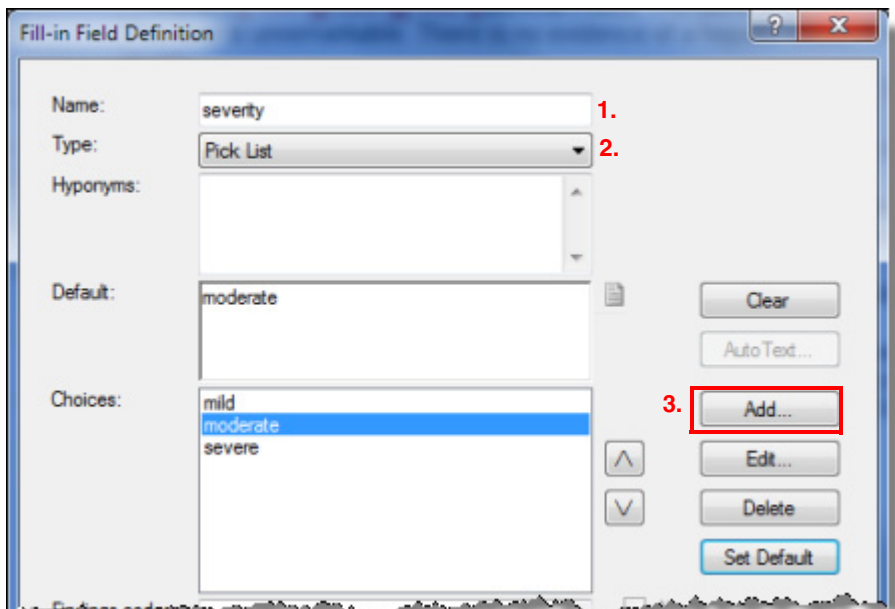 Fill-in Field Definition
Name:
severity
1.
Type:
Pick List
2.
Hyponyms:
Default:
moderate
Clear
AutoText...
Choices:
mild
moderate
severe
3.
Add...
Edit...
Delete
Set Default